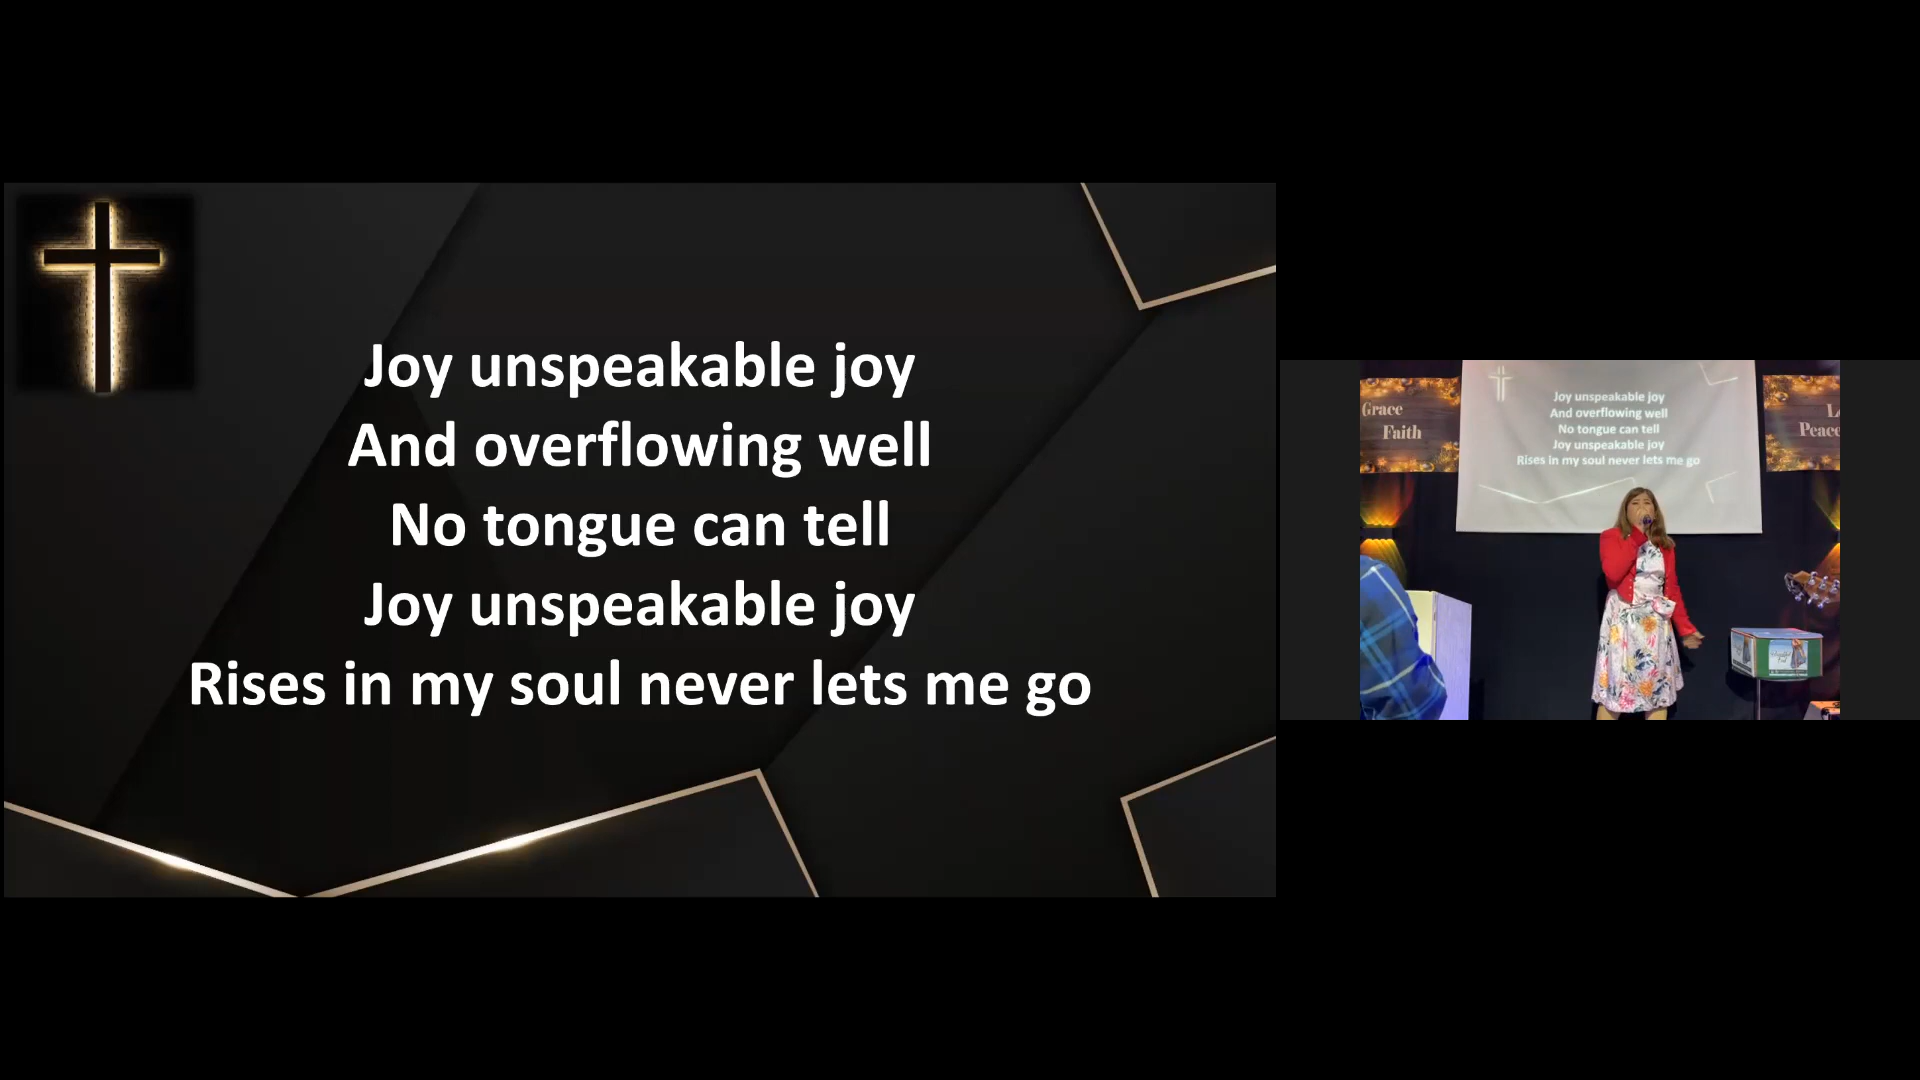 Joy unspeakable joy
And overflowing well
No tongue can tell
Joy unspeakable joy
Rises in my soul never lets me go
Grace
Faith
Joy unspeakable joy
And overflowing well
No tongue can tell
Joy unspeakable joy
Rises in my soul never lets me go